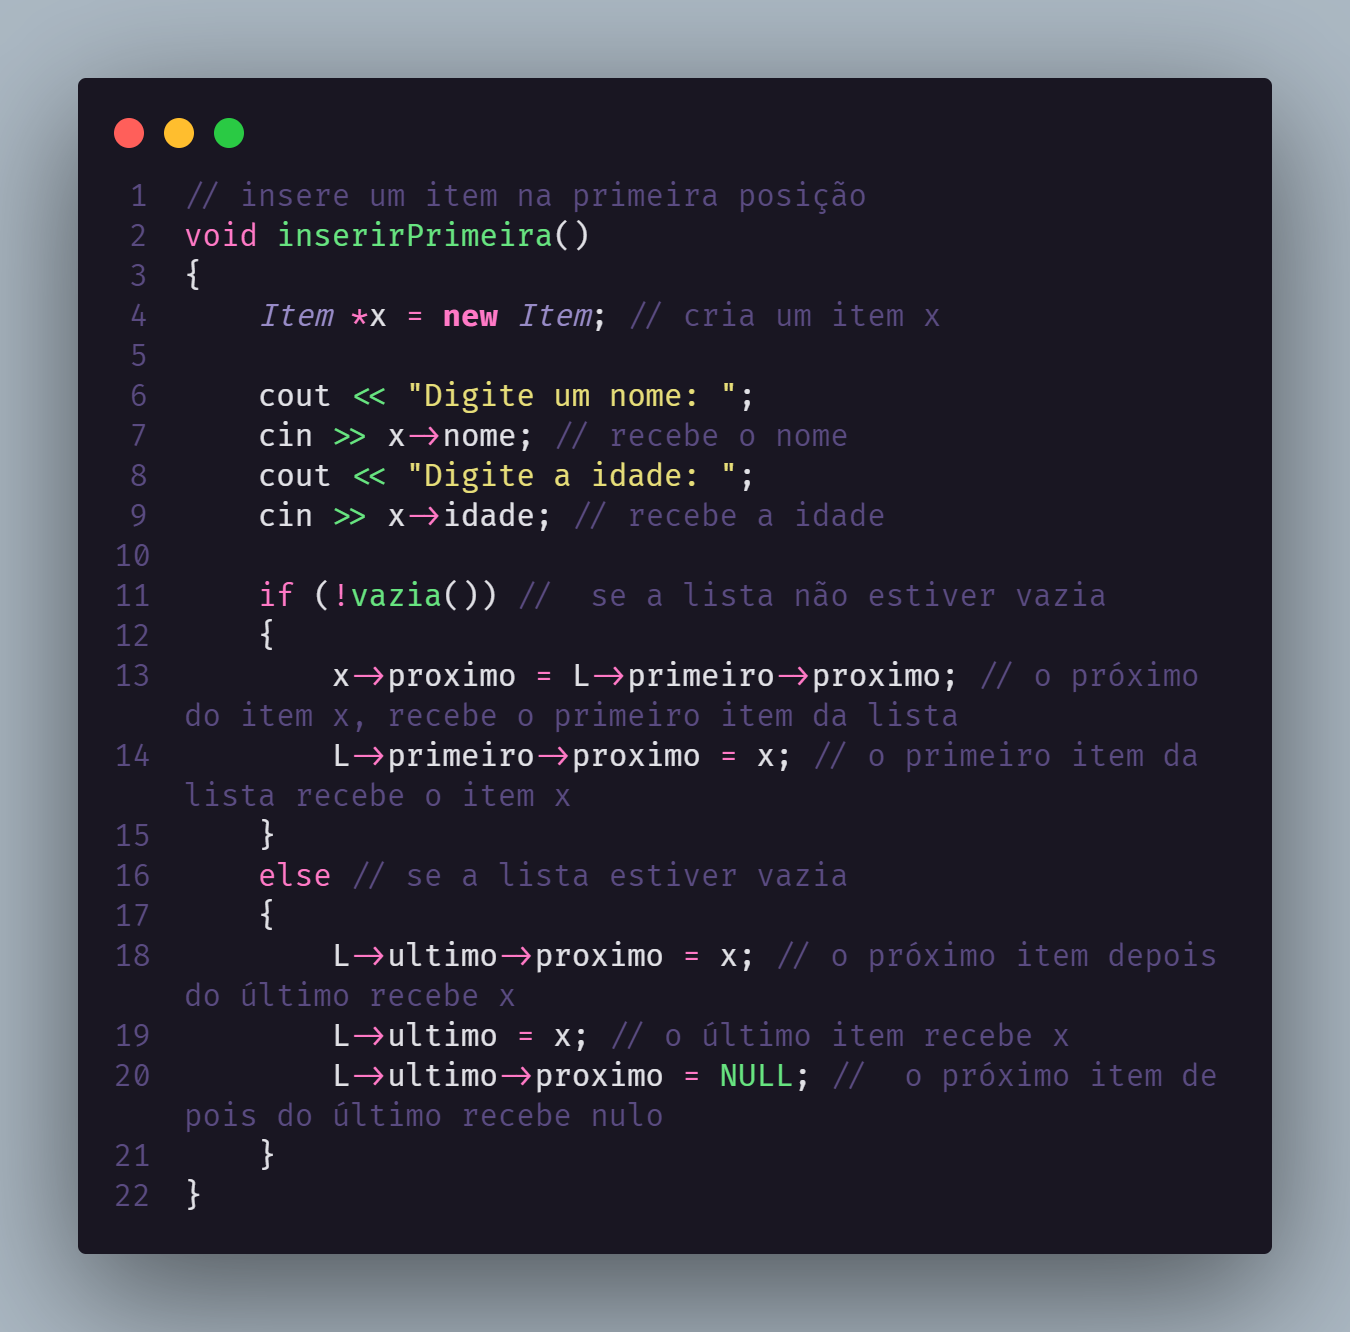 1 // insere um item na primeira posição
2 void inserirPrimeira()
3 {
4     Item *x = new Item; // cria um item x
5
6     cout << "Digite um nome: ";
7     cin >> x->nome; // recebe o nome
8     cout << "Digite a idade: ";
9     cin >> x->idade; // recebe a idade
10
11     if (!vazia()) //  se a lista não estiver vazia
12     {
13         x->proximo = L->primeiro->proximo; // o próximo
do item x, recebe o primeiro item da lista
14         L->primeiro->proximo = x; // o primeiro item da
lista recebe o item x
15     }
16     else // se a lista estiver vazia
17     {
18         L->ultimo->proximo = x; // o próximo item depois
do último recebe x
19         L->ultimo = x; // o último item recebe x
20         L->ultimo->proximo = NULL; //  o próximo item de
pois do último recebe nulo
21     }
22 }